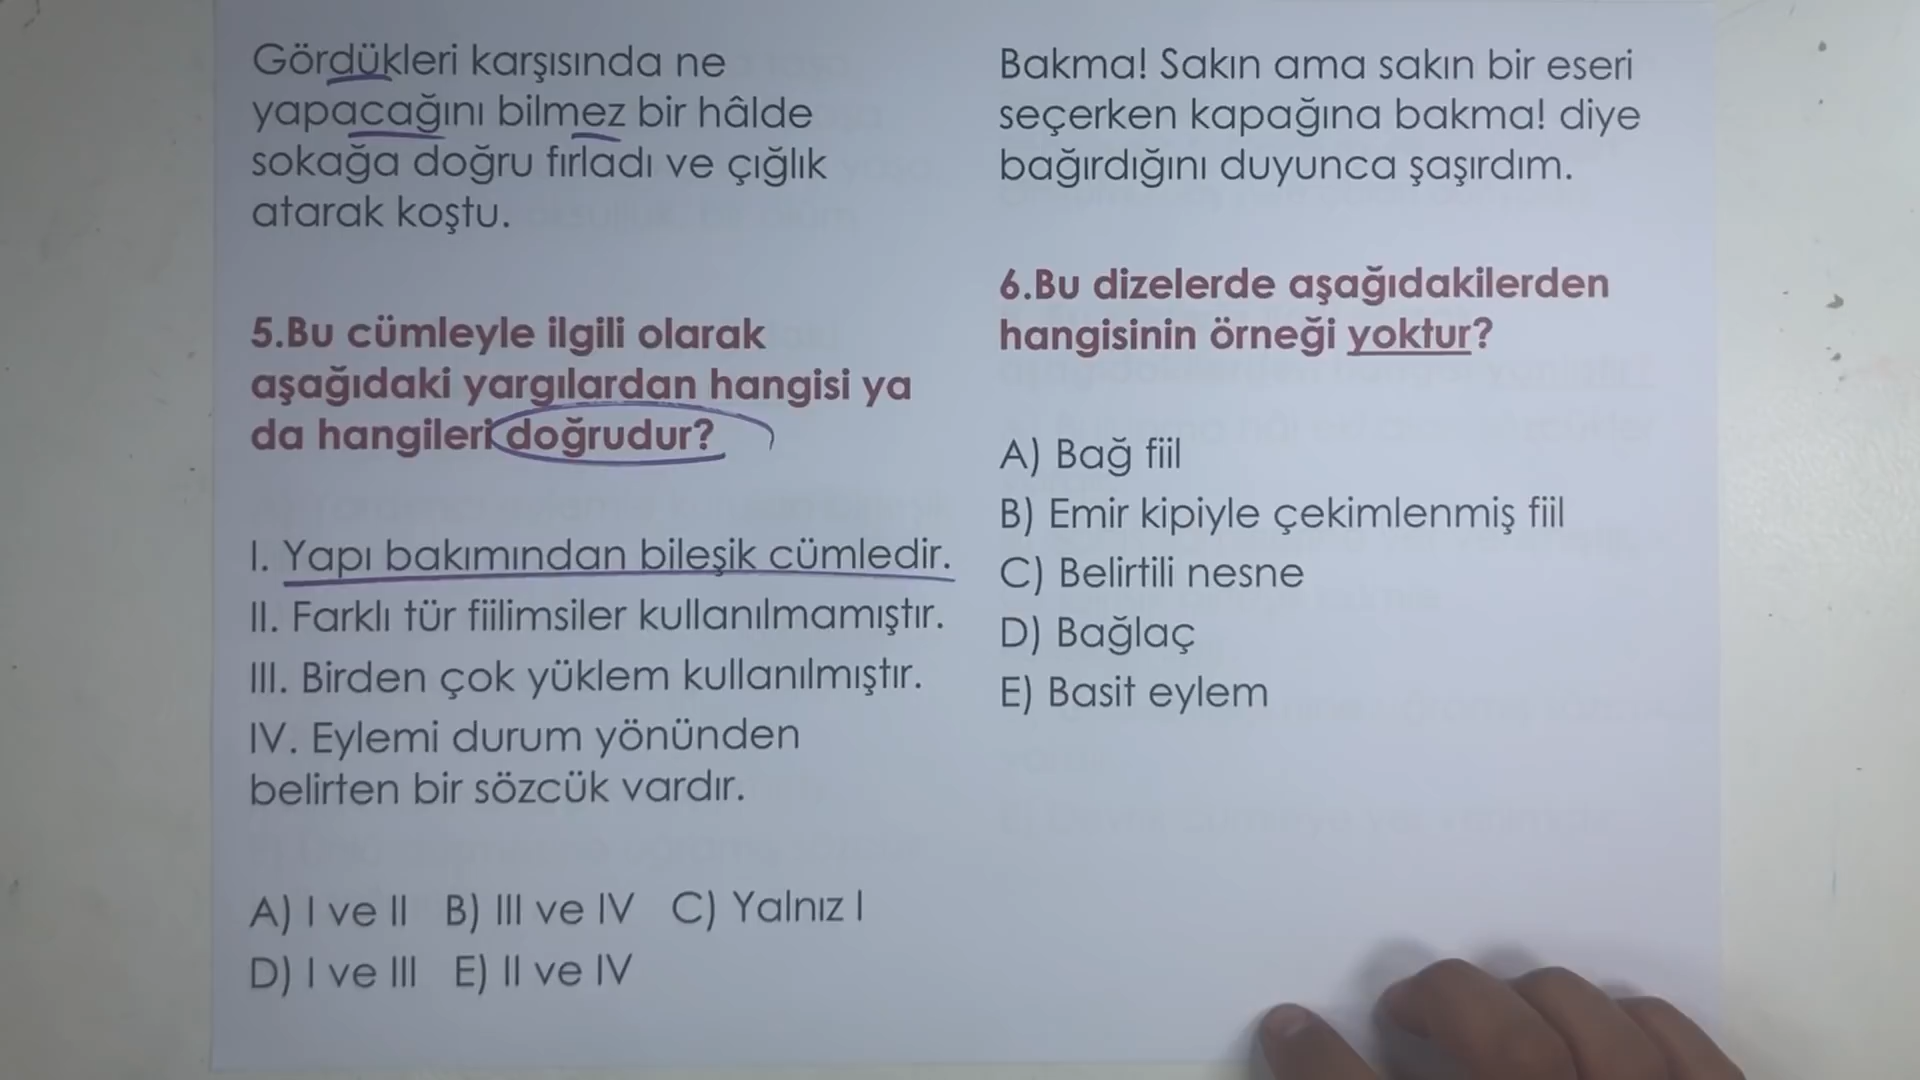 Gördükleri karşısında ne
yapacağını bilmez bir hâlde
sokağa doğru fırladı ve çığlık
atarak koştu.
5.Bu cümleyle ilgili olarak
aşağıdaki yargılardan hangisi ya
da hangileri doğrudur?
I. Yapı bakımından bileşik cümledir.
II. Farklı tür fiilimsiler kullanılmamıştır.
III. Birden çok yüklem kullanılmıştır.
IV. Eylemi durum yönünden
belirten bir sözcük vardır.
A) I ve II B) III ve IV C) Yalnız I
D) I ve III E) II ve IV
Bakma! Sakın ama sakın bir eseri
seçerken kapağına bakma! diye
bağırdığını duyunca şaşırdım.
6.Bu dizelerde aşağıdakilerden
hangisinin örneği yoktur?
A) Bağ fiil
B) Emir kipiyle çekimlenmiş fiil
C) Belirtili nesne
D) Bağlaç
E) Basit eylem